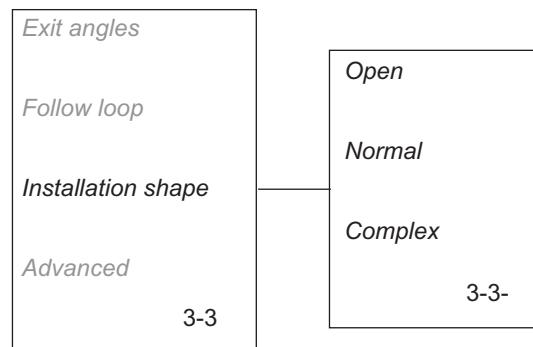 Exit angles
Follow loop
Installation shape
Advanced
3-3
Open
Normal
Complex
3-3-